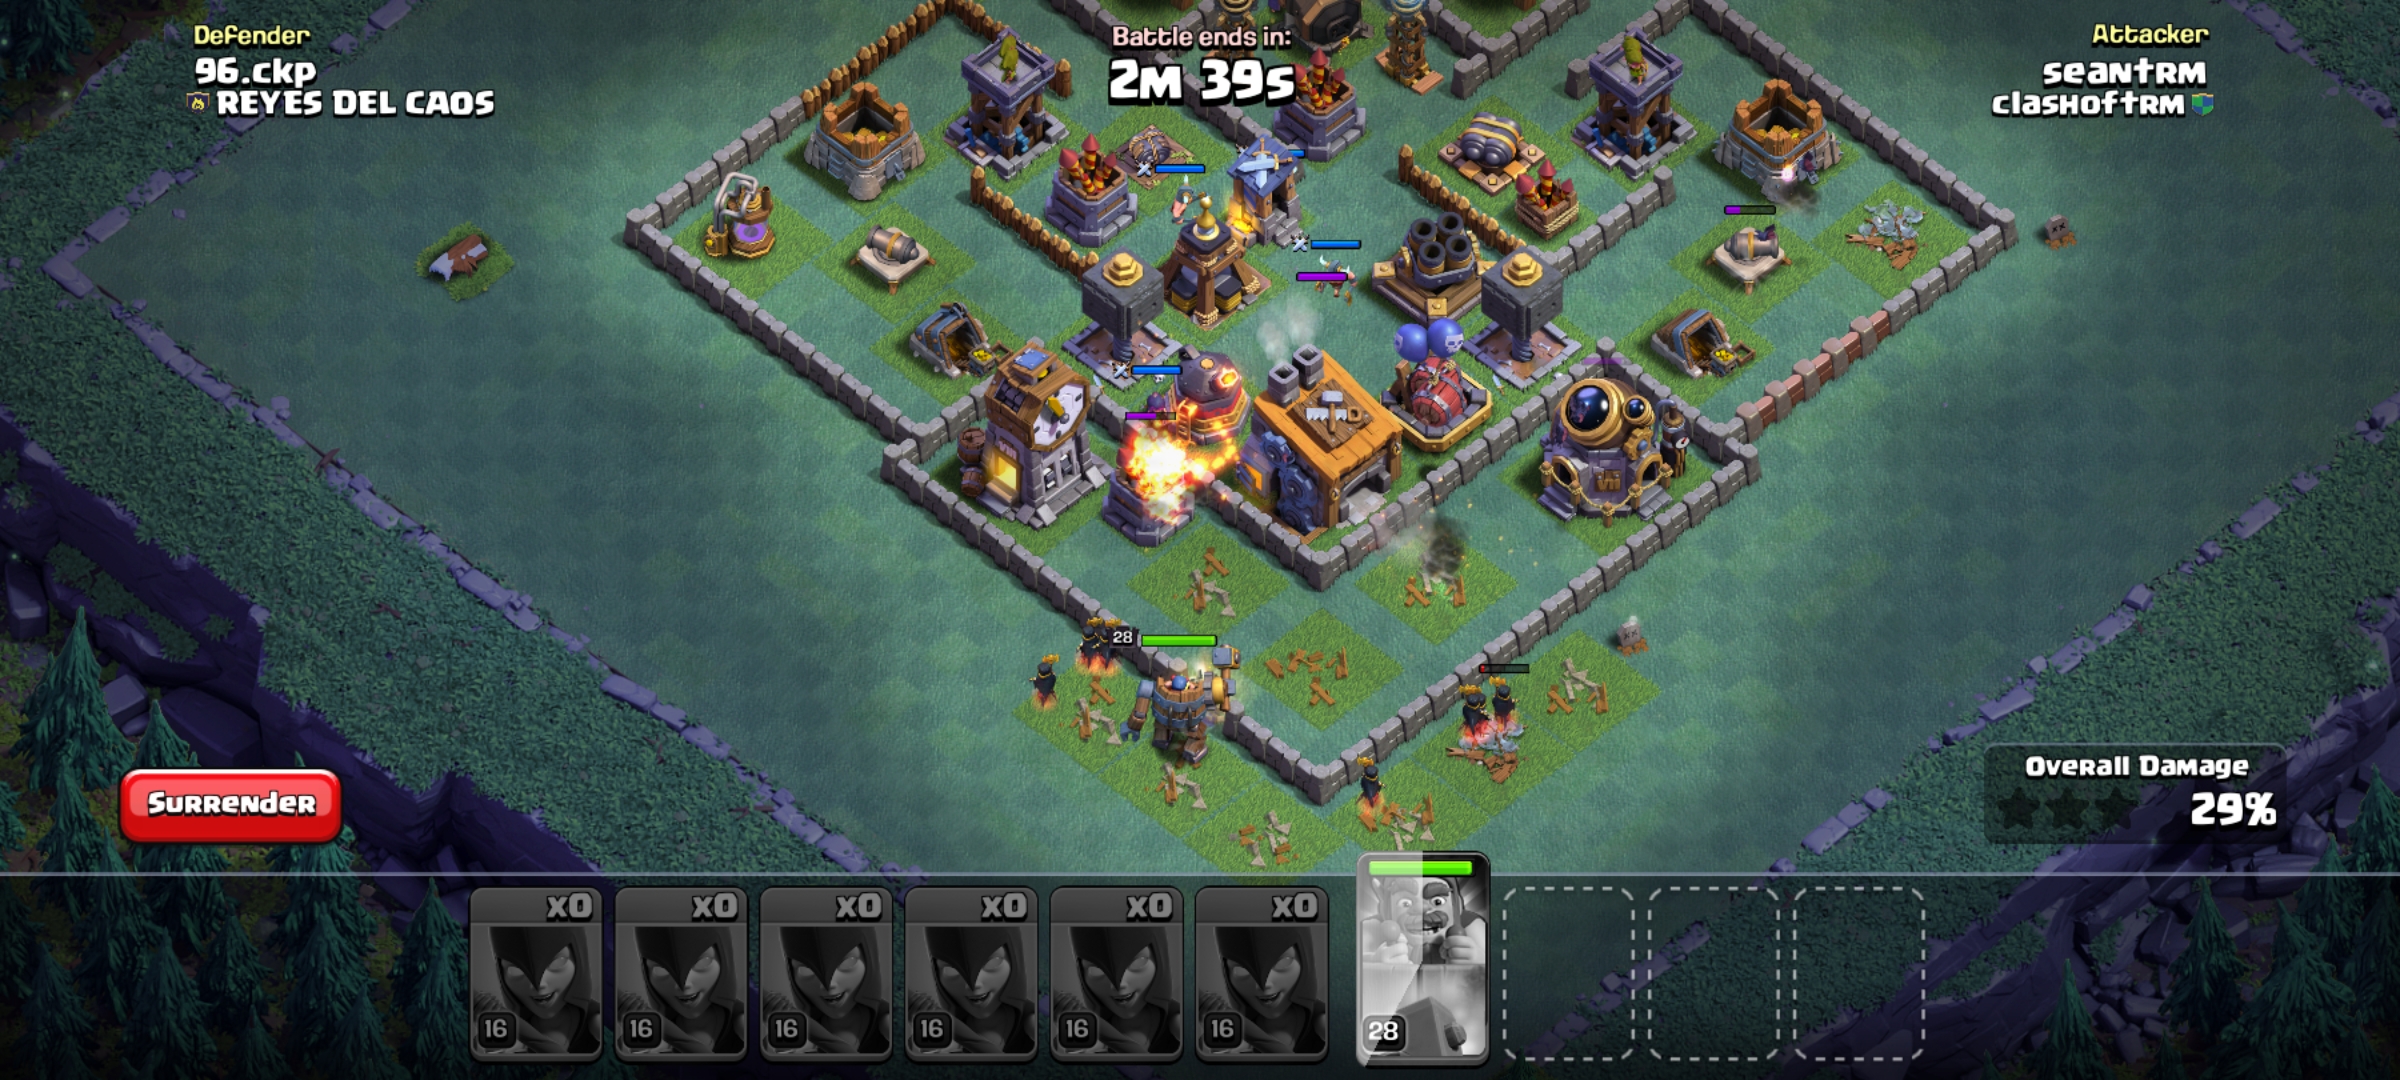 Defender
96.ckp
REYES DEL CAOS
Battle ends in:
2M 39s
Attacker
seantRM
clashoftRM
28
Surrender
Overall Damage
29%
x0
x0
x0
x0
x0
x0
16
16
16
16
16
16
28